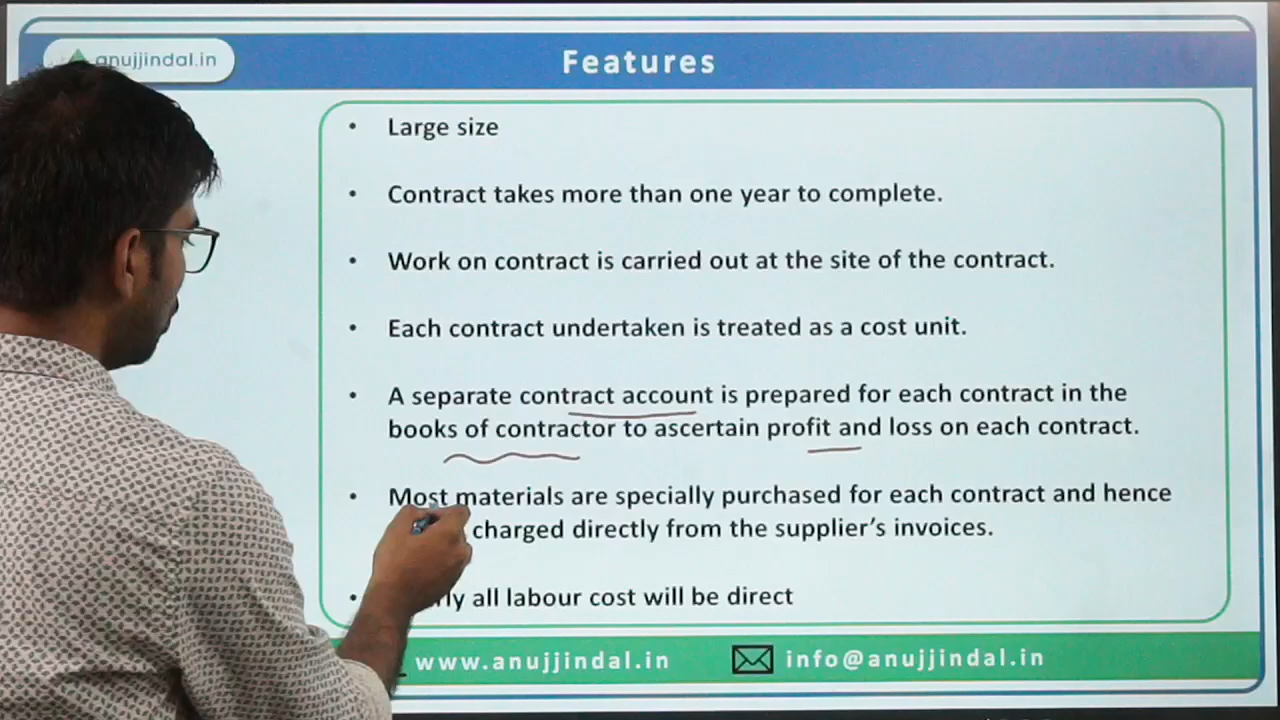 anujjindal.in
Features
• Large size
• Contract takes more than one year to complete.
• Work on contract is carried out at the site of the contract.
• Each contract undertaken is treated as a cost unit.
• A separate contract account is prepared for each contract in the
books of contractor to ascertain profit and loss on each contract.
• Most materials are specially purchased for each contract and hence
charged directly from the supplier's invoices.
• all labour cost will be direct
www.anujjindal.in
info@anujjindal.in